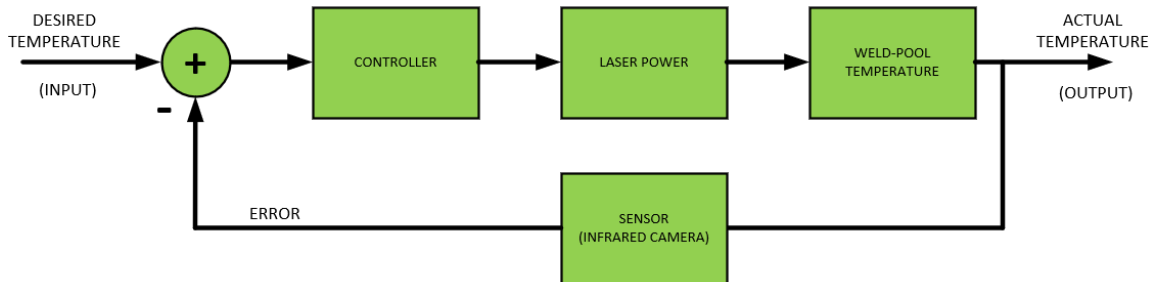 DESIRED
TEMPERATURE
(INPUT)
+
-
CONTROLLER
LASER POWER
WELD-POOL
TEMPERATURE
ACTUAL
TEMPERATURE
(OUTPUT)
ERROR
SENSOR
(INFRARED CAMERA)